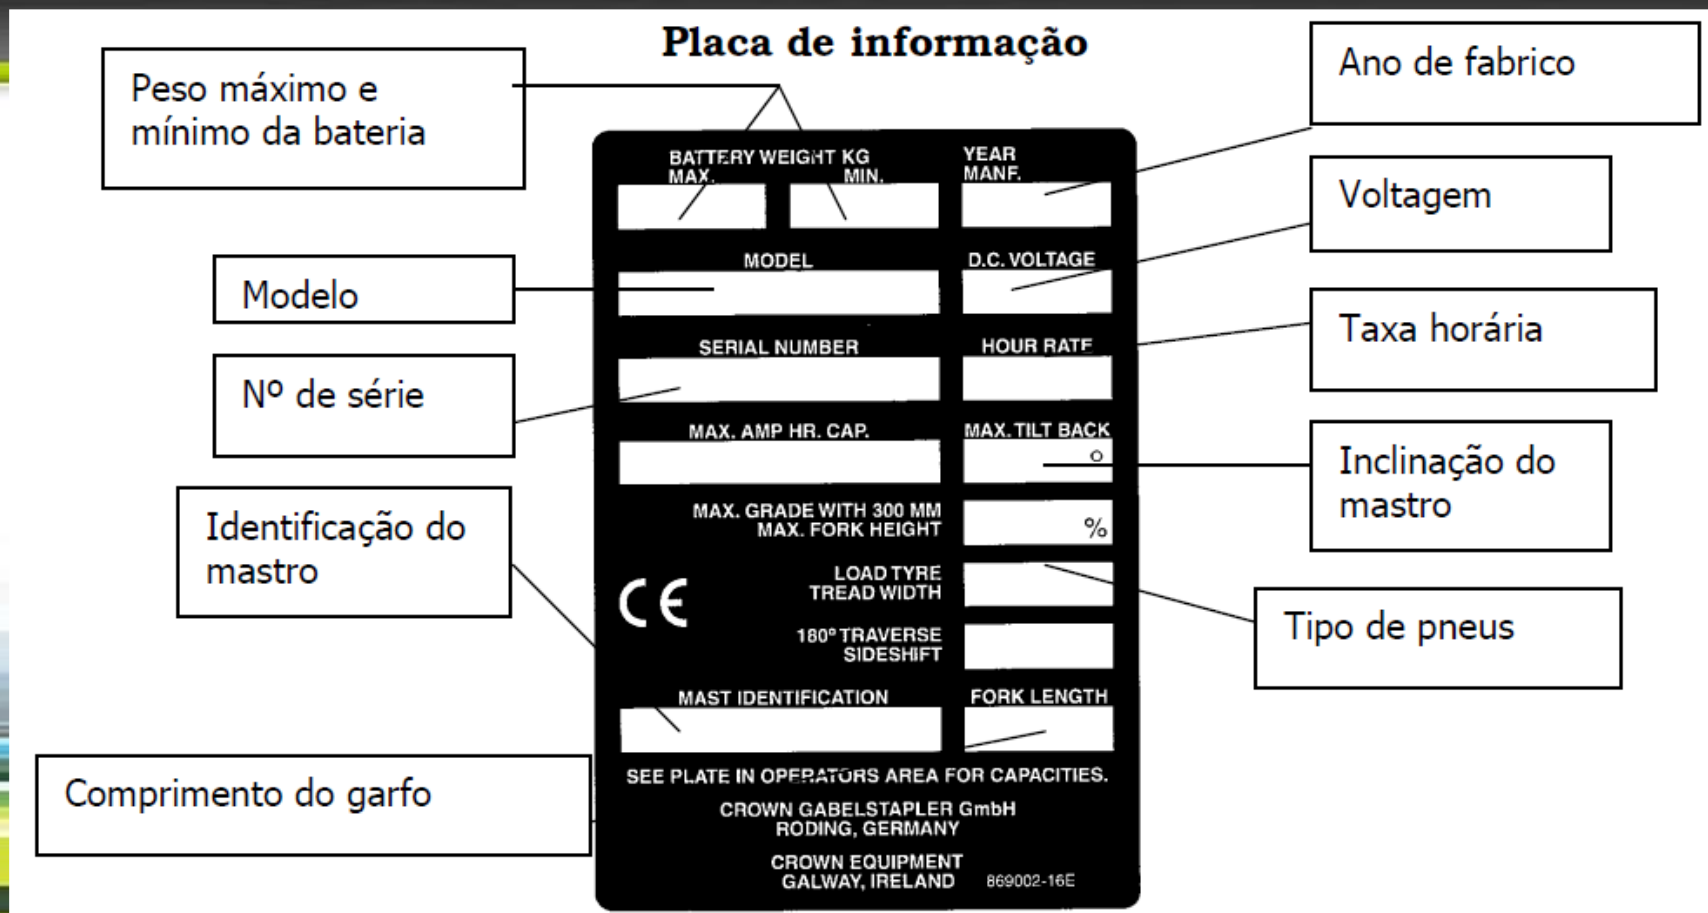 Placa de informação
Peso máximo e
mínimo da bateria
Modelo
Nº de série
Identificação do
mastro
Comprimento do garfo
BATTERY WEIGHT KG
MAX.
MIN.
YEAR
MANF.
MODEL
D.C. VOLTAGE
SERIAL NUMBER
HOUR RATE
MAX. AMP HR. CAP.
MAX. TILT BACK
°
MAX. GRADE WITH 300 MM
MAX. FORK HEIGHT
%
LOAD TYRE
TREAD WIDTH
CE
180° TRAVERSE
SIDESHIFT
MAST IDENTIFICATION
FORK LENGTH
SEE PLATE IN OPERATORS AREA FOR CAPACITIES.
CROWN GABELSTAPLER GmbH
RODING, GERMANY
CROWN EQUIPMENT
GALWAY, IRELAND
869002-16E
Ano de fabrico
Voltagem
Taxa horária
Inclinação do
mastro
Tipo de pneus